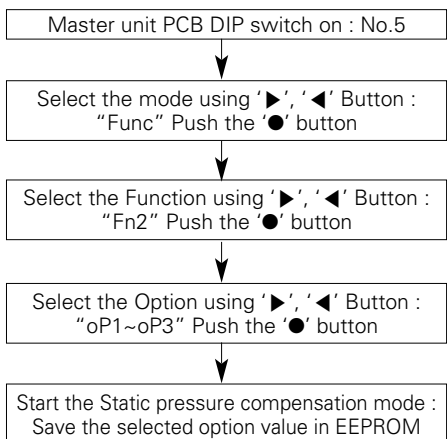 Master unit PCB DIP switch on : No.5
Select the mode using ‘▶’, ‘◀’ Button :
“Func” Push the ‘●’ button
Select the Function using ‘▶’, ‘◀’ Button :
“Fn2” Push the ‘●’ button
Select the Option using ‘▶’, ‘◀’ Button :
“oP1~oP3” Push the ‘●’ button
Start the Static pressure compensation mode :
Save the selected option value in EEPROM